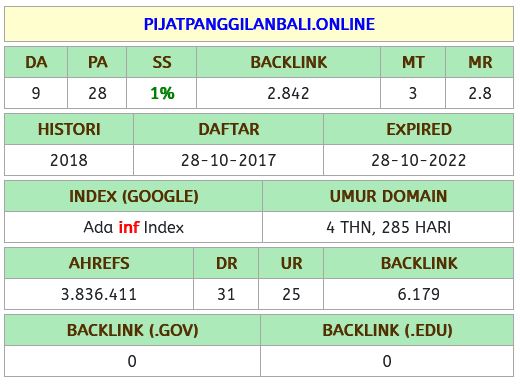 PIJATPANGGILANBALI.ONLINE
DA PA SS BACKLINK MT MR
9 28 1% 2.842 3 2.8
HISTORI DAFTAR EXPIRED
2018 28-10-2017 28-10-2022
INDEX (GOOGLE) UMUR DOMAIN
Ada inf Index 4 THN, 285 HARI
AHREFS DR UR BACKLINK
3.836.411 31 25 6.179
BACKLINK (.GOV) BACKLINK (.EDU)
0 0